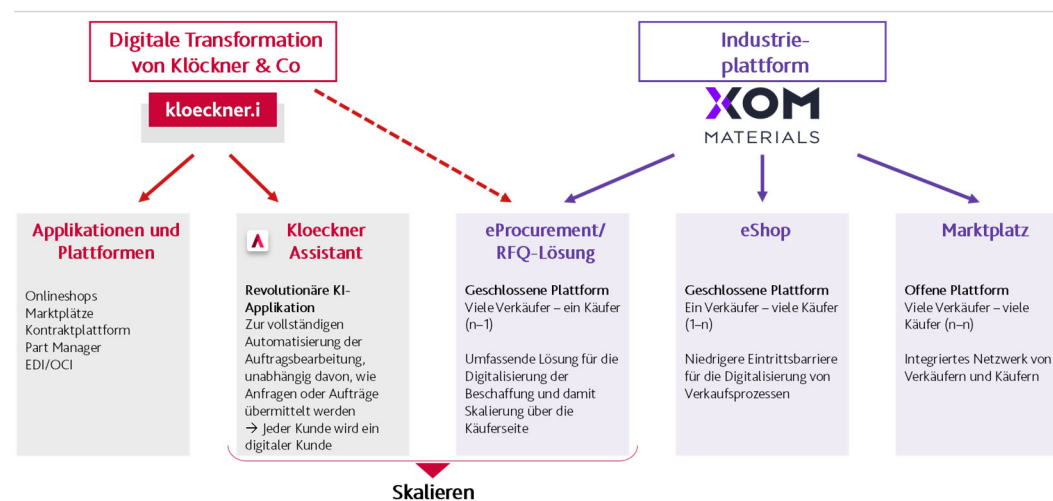 Digitale Transformation
von Klöckner & Co
kloeckner.i
Industrie-
plattform
XOM
MATERIALS
Applikationen und
Plattformen
Onlineshops
Marktplätze
Kontraktplattform
Part Manager
EDI/OCI
Kloeckner
Assistant
Revolutionäre KI-
Applikation
Zur vollständigen
Automatisierung der
Auftragsbearbeitung,
unabhängig davon, wie
Anfragen oder Aufträge
übermittelt werden
→ Jeder Kunde wird ein
digitaler Kunde
eProcurement/
RFQ-Lösung
Geschlossene Plattform
Viele Verkäufer – ein Käufer
(n–1)
Umfassende Lösung für die
Digitalisierung der
Beschaffung und damit
Skalierung über die
Käuferseite
eShop
Geschlossene Plattform
Ein Verkäufer – viele Käufer
(1–n)
Niedrigere Eintrittsbarriere
für die Digitalisierung von
Verkaufsprozessen
Marktplatz
Offene Plattform
Viele Verkäufer – viele
Käufer (n–n)
Integriertes Netzwerk von
Verkäufern und Käufern
Skalieren